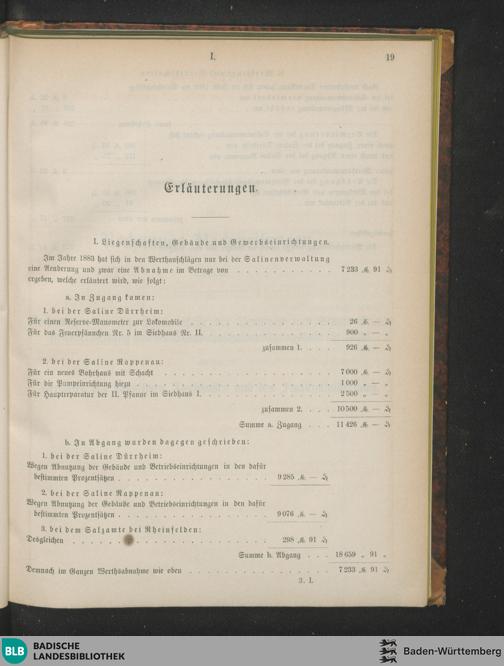 I.
19
Erläuterungen.
I. Liegenschaften, Gebäude und Gewerbseinrichtungen.
Im Jahre 1883 hat sich in den Werthanschlägen nur bei der Salinenverwaltung
eine Aenderung und zwar eine Abnahme im Betrage von . . . . . . . . . . . 7 233 ℳ 91 ₰
ergeben, welche erläutert wird, wie folgt:
a. In Zugang kamen:
1. bei der Saline Dürrheim:
Für einen Reserve-Manometer zur Lokomobile . . . . . . . . . . . 26 ℳ — ₰
Für das Feuerpfännchen Nr. 5 im Siedhaus Nr. II. . . . . . . . . . . 900 „ — „
zusammen 1. . . . . 926 ℳ — ₰
2. bei der Saline Rappenau:
Für ein neues Bohrhaus mit Schacht . . . . . . . . . . . 7 000 ℳ — ₰
Für die Pumpeinrichtung hiezu . . . . . . . . . . . 1 000 „ — „
Für Hauptreparatur der II. Pfanne im Siedhaus I. . . . . . . . . . . 2 500 „ — „
zusammen 2. . . . . 10 500 ℳ — ₰
Summe a. Zugang . . . 11 426 ℳ — ₰
b. In Abgang wurden dagegen geschrieben:
1. bei der Saline Dürrheim:
Wegen Abnutzung der Gebäude und Betriebseinrichtungen in den dafür
bestimmten Prozentsätzen . . . . . . . . . . . 9 285 ℳ — ₰
2. bei der Saline Rappenau:
Wegen Abnutzung der Gebäude und Betriebseinrichtungen in den dafür
bestimmten Prozentsätzen . . . . . . . . . . . 9 076 ℳ — ₰
3. bei dem Salzamte bei Rheinfelden:
Desgleichen . . . . . . . . . . . 298 ℳ 91 ₰
Summe b. Abgang . . . 18 659 „ 91 „
Demnach im Ganzen Werthsabnahme wie oben . . . . . . . . . . . 7 233 ℳ 91 ₰
3. I.
BLB
BADISCHE
LANDESBIBLIOTHEK
Baden-Württemberg